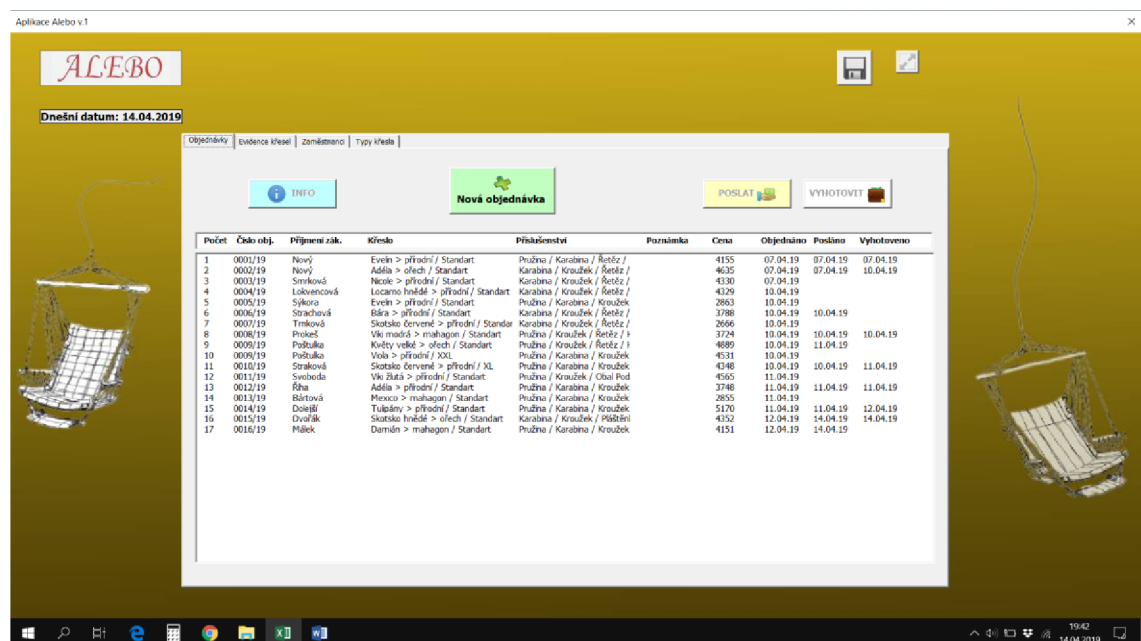 Aplikace Alebo v.1
ALEBO
Dnešní datum: 14.04.2019
Objednávky Evidence křesel Zaměstnanci Typy křesla
INFO Nová objednávka POSLAT VYHOTOVIT
Počet Číslo obj. Příjmení zák. Křeslo Příslušenství Poznámka Cena Objednáno Posláno Vyhotoveno
1 0001/19 Nový Eveln > přírodní / Standart Pružina / Karabina / Řetěz / 4155 07.04.19 07.04.19 07.04.19
2 0002/19 Nový Adéla > ořech / Standart Karabina / Kroužek / Řetěz / 4635 07.04.19 07.04.19 10.04.19
3 0003/19 Smrková Nicole > přírodní / Standart Karabina / Kroužek / Řetěz / 4330 07.04.19
4 0004/19 Lokvencová Locarno hnědé > přírodní / Standart Karabina / Kroužek / Řetěz / 4329 10.04.19
5 0005/19 Sýkora Eveln > přírodní / Standart Pružina / Karabina / Kroužek 2863 10.04.19
6 0006/19 Strachová Bára > přírodní / Standart Karabina / Kroužek / Řetěz / 3788 10.04.19 10.04.19
7 0007/19 Trnková Skotsko červené > přírodní / Standar Karabina / Kroužek / Řetěz / 2666 10.04.19
8 0008/19 Prokeš Viki modrá > mahagon / Standart Pružina / Kroužek / Řetěz / 3724 10.04.19 10.04.19 10.04.19
9 0009/19 Poštulka Květy velké > ořech / Standart Pružina / Kroužek / Řetěz / 4889 10.04.19 11.04.19
10 0009/19 Poštulka Viola > přírodní / XXL Pružina / Karabina / Kroužek 4531 10.04.19
11 0010/19 Straková Skotsko červené > přírodní / XL Pružina / Karabina / Kroužek 4348 10.04.19 10.04.19 11.04.19
12 0011/19 Svoboda Viki žlutá > přírodní / Standart Pružina / Kroužek / Obal Pod 4565 11.04.19
13 0012/19 Říha Adéla > přírodní / Standart Pružina / Karabina / Kroužek 3748 11.04.19 11.04.19 11.04.19
14 0013/19 Bártová Mexico > mahagon / Standart Pružina / Karabina / Kroužek 2855 11.04.19
15 0014/19 Dolejší Tulipány > přírodní / Standart Pružina / Karabina / Kroužek 5170 11.04.19 11.04.19 12.04.19
16 0015/19 Dvořák Skotsko hnědé > ořech / Standart Karabina / Kroužek / Pláštěn 4352 12.04.19 14.04.19 14.04.19
17 0016/19 Málek Damián > mahagon / Standart Pružina / Karabina / Kroužek 4151 12.04.19 14.04.19
19:42
14.04.2019